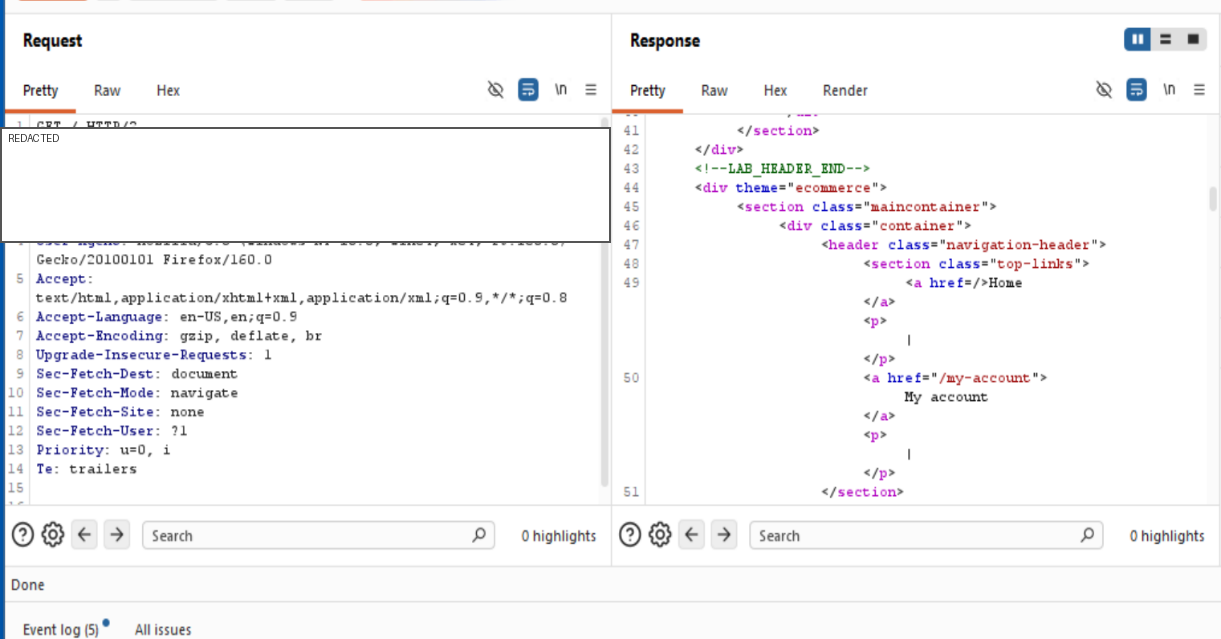 Request
Pretty Raw Hex \n
1 GET / HTTP/2
REDACTED
Gecko/20100101 Firefox/160.0
5 Accept:
text/html,application/xhtml+xml,application/xml;q=0.9,*/*;q=0.8
6 Accept-Language: en-US,en;q=0.9
7 Accept-Encoding: gzip, deflate, br
8 Upgrade-Insecure-Requests: 1
9 Sec-Fetch-Dest: document
10 Sec-Fetch-Mode: navigate
11 Sec-Fetch-Site: none
12 Sec-Fetch-User: ?1
13 Priority: u=0, i
14 Te: trailers
15
Search 0 highlights
Response
Pretty Raw Hex Render \n
41 </section>
42 </div>
43 <!--LAB_HEADER_END-->
44 <div theme="ecommerce">
45 <section class="maincontainer">
46 <div class="container">
47 <header class="navigation-header">
48 <section class="top-links">
49 <a href=/>Home
</a>
<p>
|
</p>
50 <a href="/my-account">
My account
</a>
<p>
|
</p>
51 </section>
Search 0 highlights
Done
Event log (5) All issues